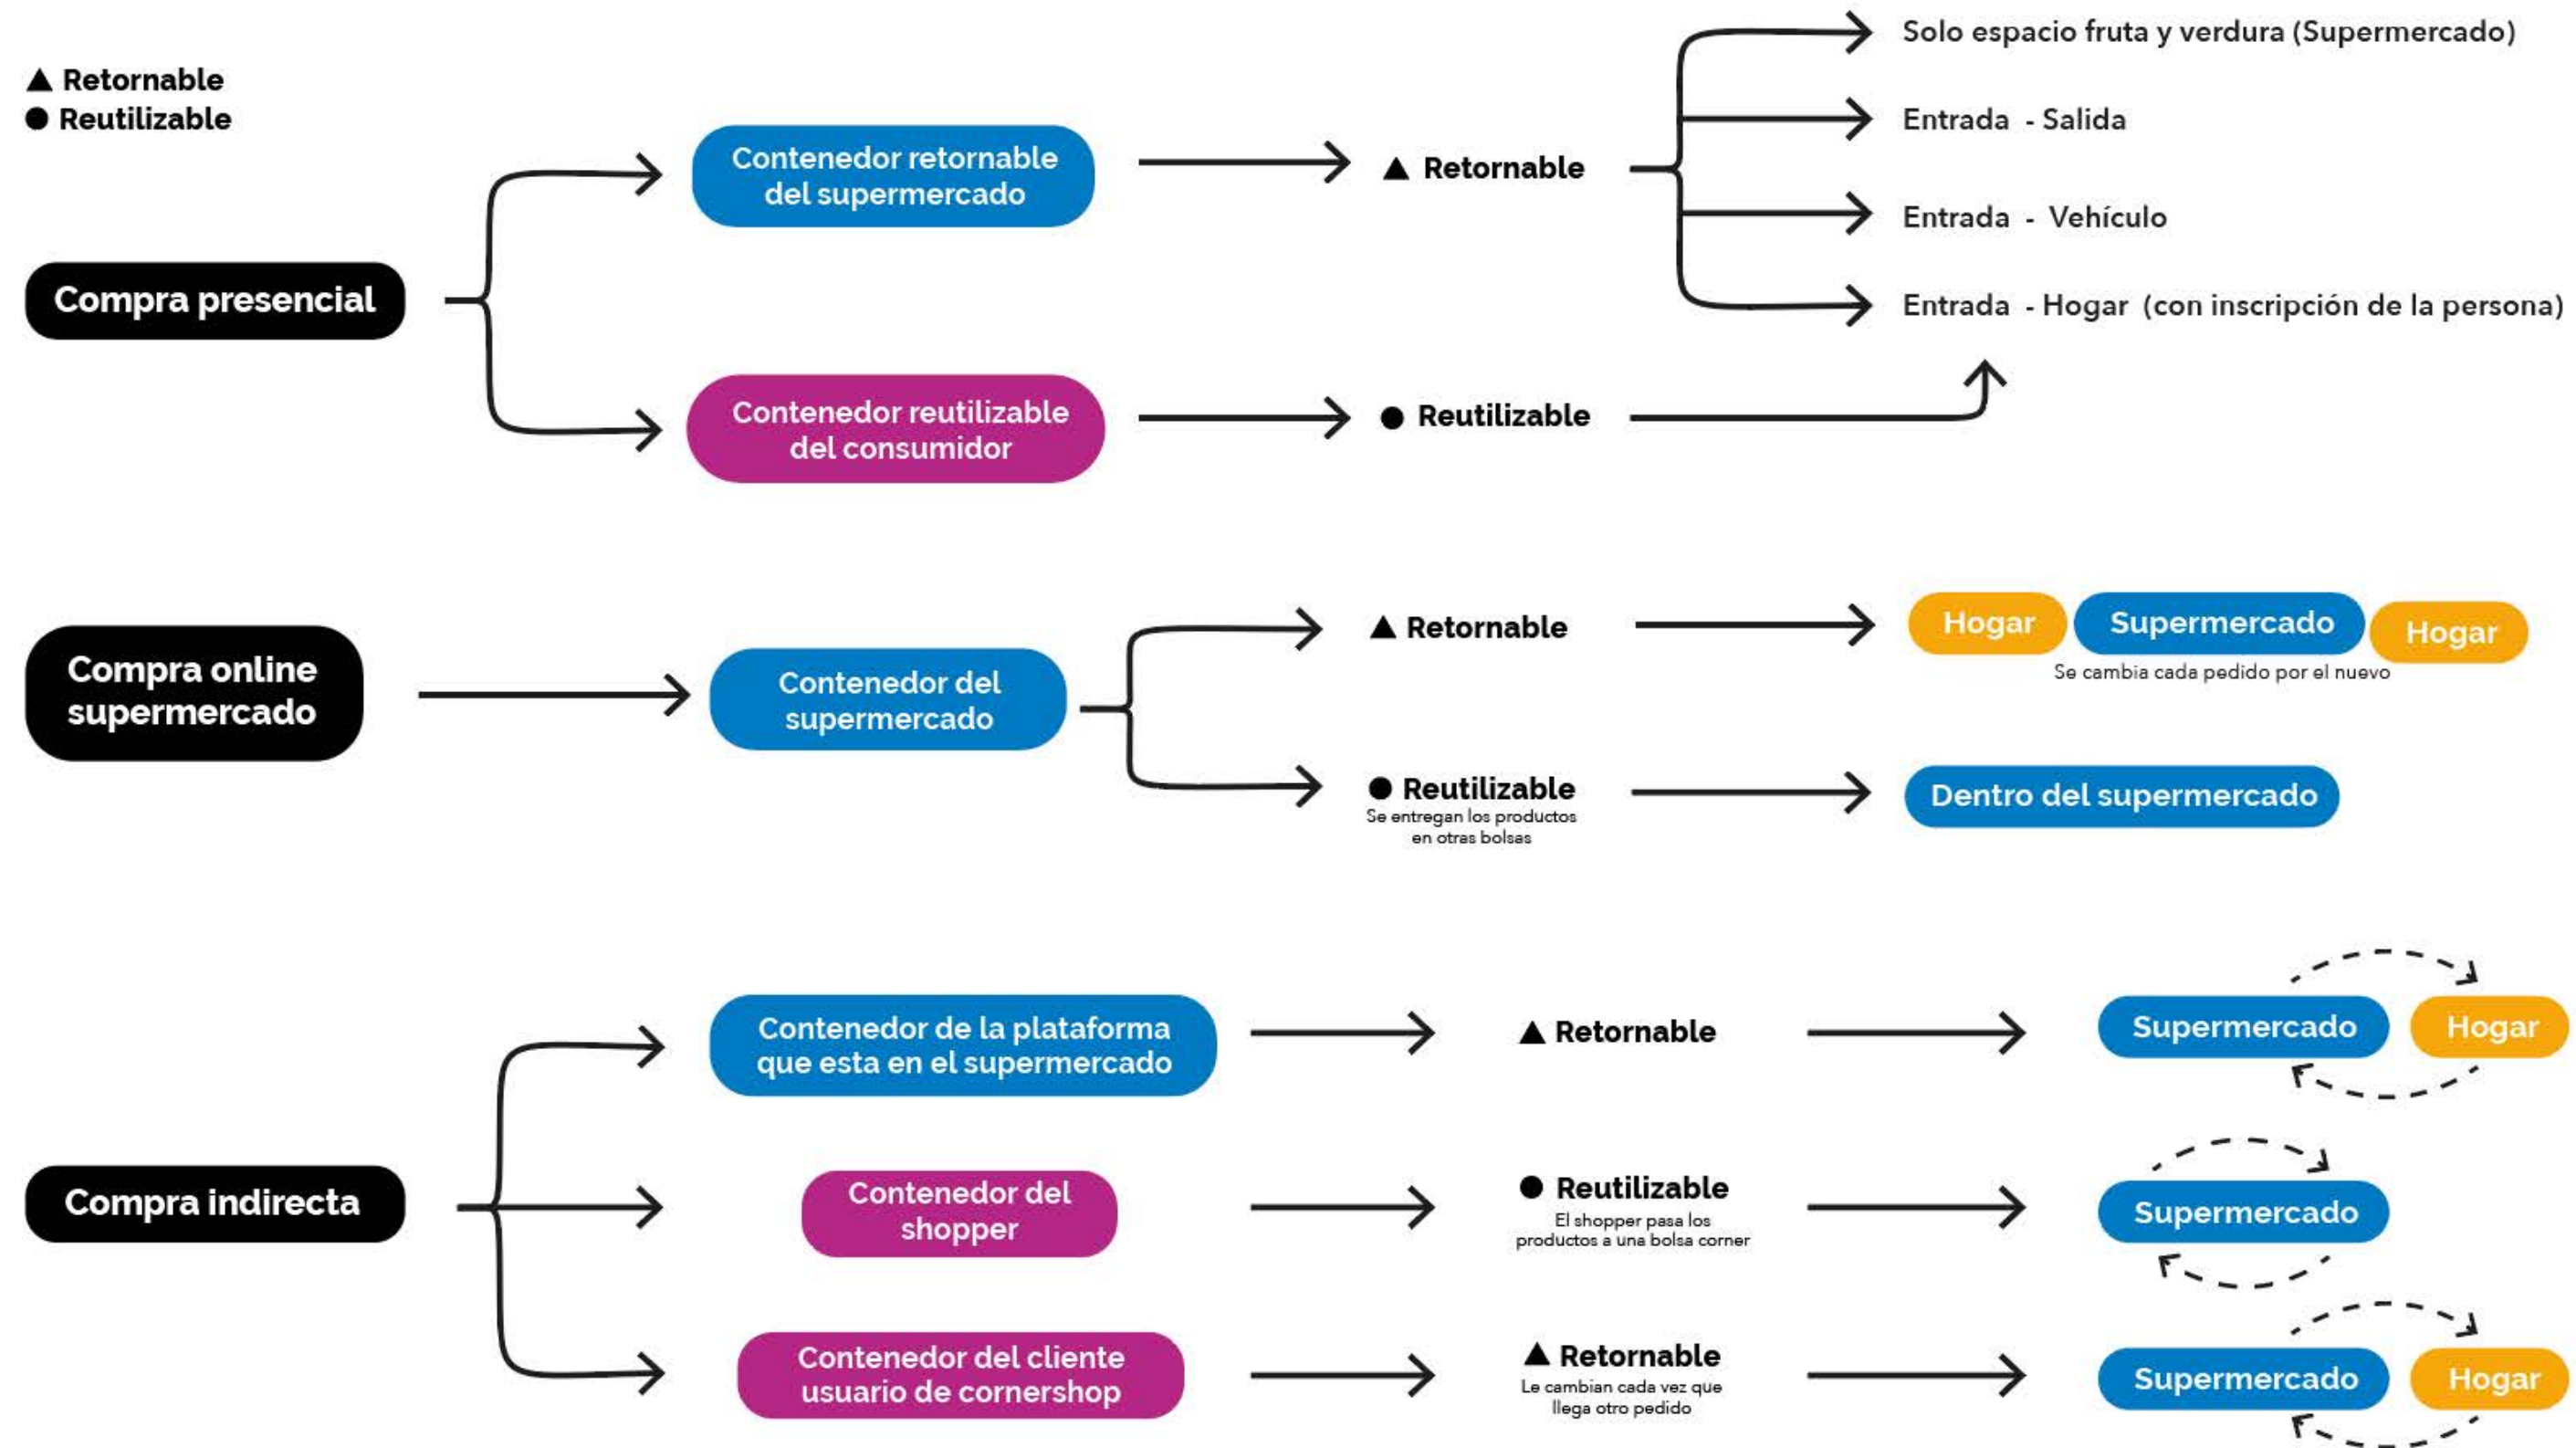 ▲ Retornable
● Reutilizable
Compra presencial
Contenedor retornable
del supermercado
▲ Retornable
Solo espacio fruta y verdura (Supermercado)
Entrada - Salida
Entrada - Vehículo
Entrada - Hogar (con inscripción de la persona)
Contenedor reutilizable
del consumidor
● Reutilizable
Compra online
supermercado
Contenedor del
supermercado
▲ Retornable
Hogar
Supermercado
Hogar
Se cambia cada pedido por el nuevo
● Reutilizable
Se entregan los productos
en otras bolsas
Dentro del supermercado
Compra indirecta
Contenedor de la plataforma
que esta en el supermercado
▲ Retornable
Supermercado
Hogar
Contenedor del
shopper
● Reutilizable
El shopper pasa los
productos a una bolsa corner
Supermercado
Contenedor del cliente
usuario de cornershop
▲ Retornable
Le cambian cada vez que
llega otro pedido
Supermercado
Hogar